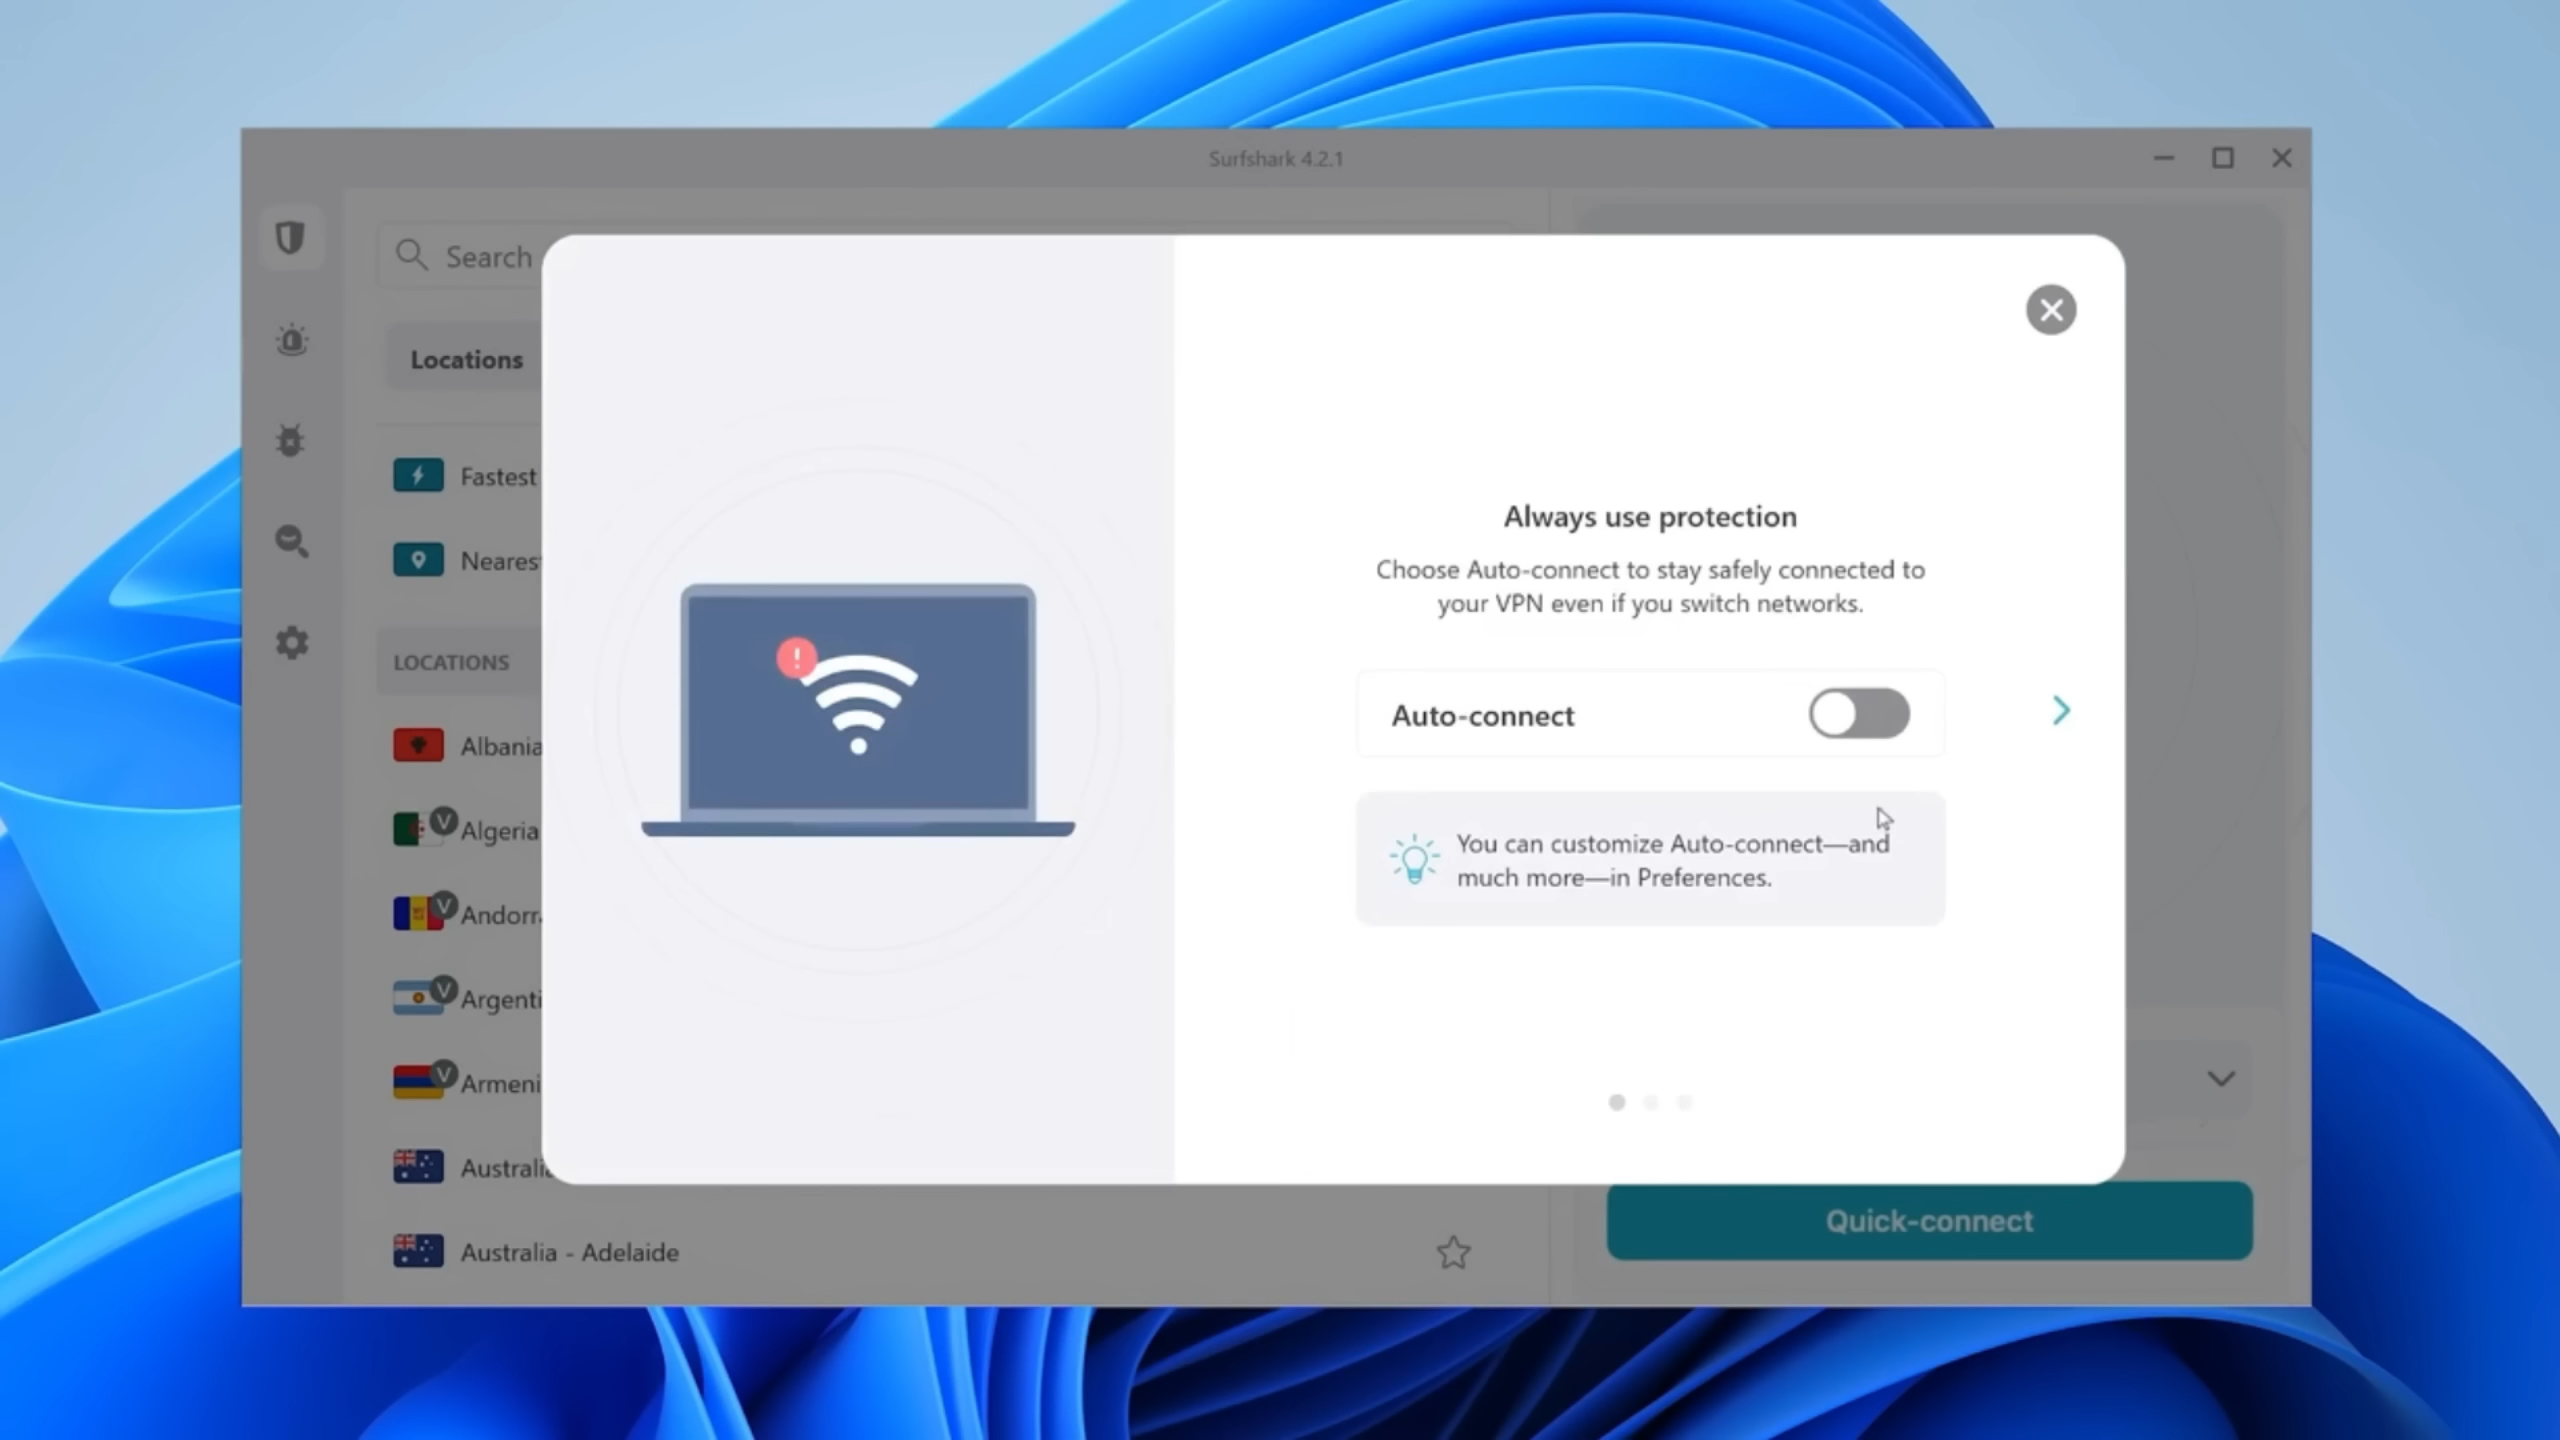 Surfshark 4.2.1
Search
Locations
Fastest
LOCATIONS
Albania
Algeria
Australia - Adelaide
Always use protection
Choose Auto-connect to stay safely connected to
your VPN even if you switch networks.
Auto-connect
You can customize Auto-connect—and
much more—in Preferences.
Quick-connect